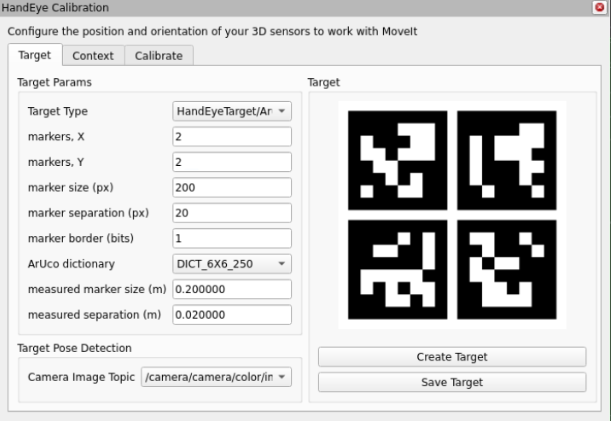 HandEye Calibration
Configure the position and orientation of your 3D sensors to work with MoveIt
Target Context Calibrate
Target Params
Target Type HandEyeTarget/Ar
markers, X 2
markers, Y 2
marker size (px) 200
marker separation (px) 20
marker border (bits) 1
ArUco dictionary DICT_6X6_250
measured marker size (m) 0.200000
measured separation (m) 0.020000
Target Pose Detection
Camera Image Topic /camera/camera/color/in
Target
Create Target
Save Target